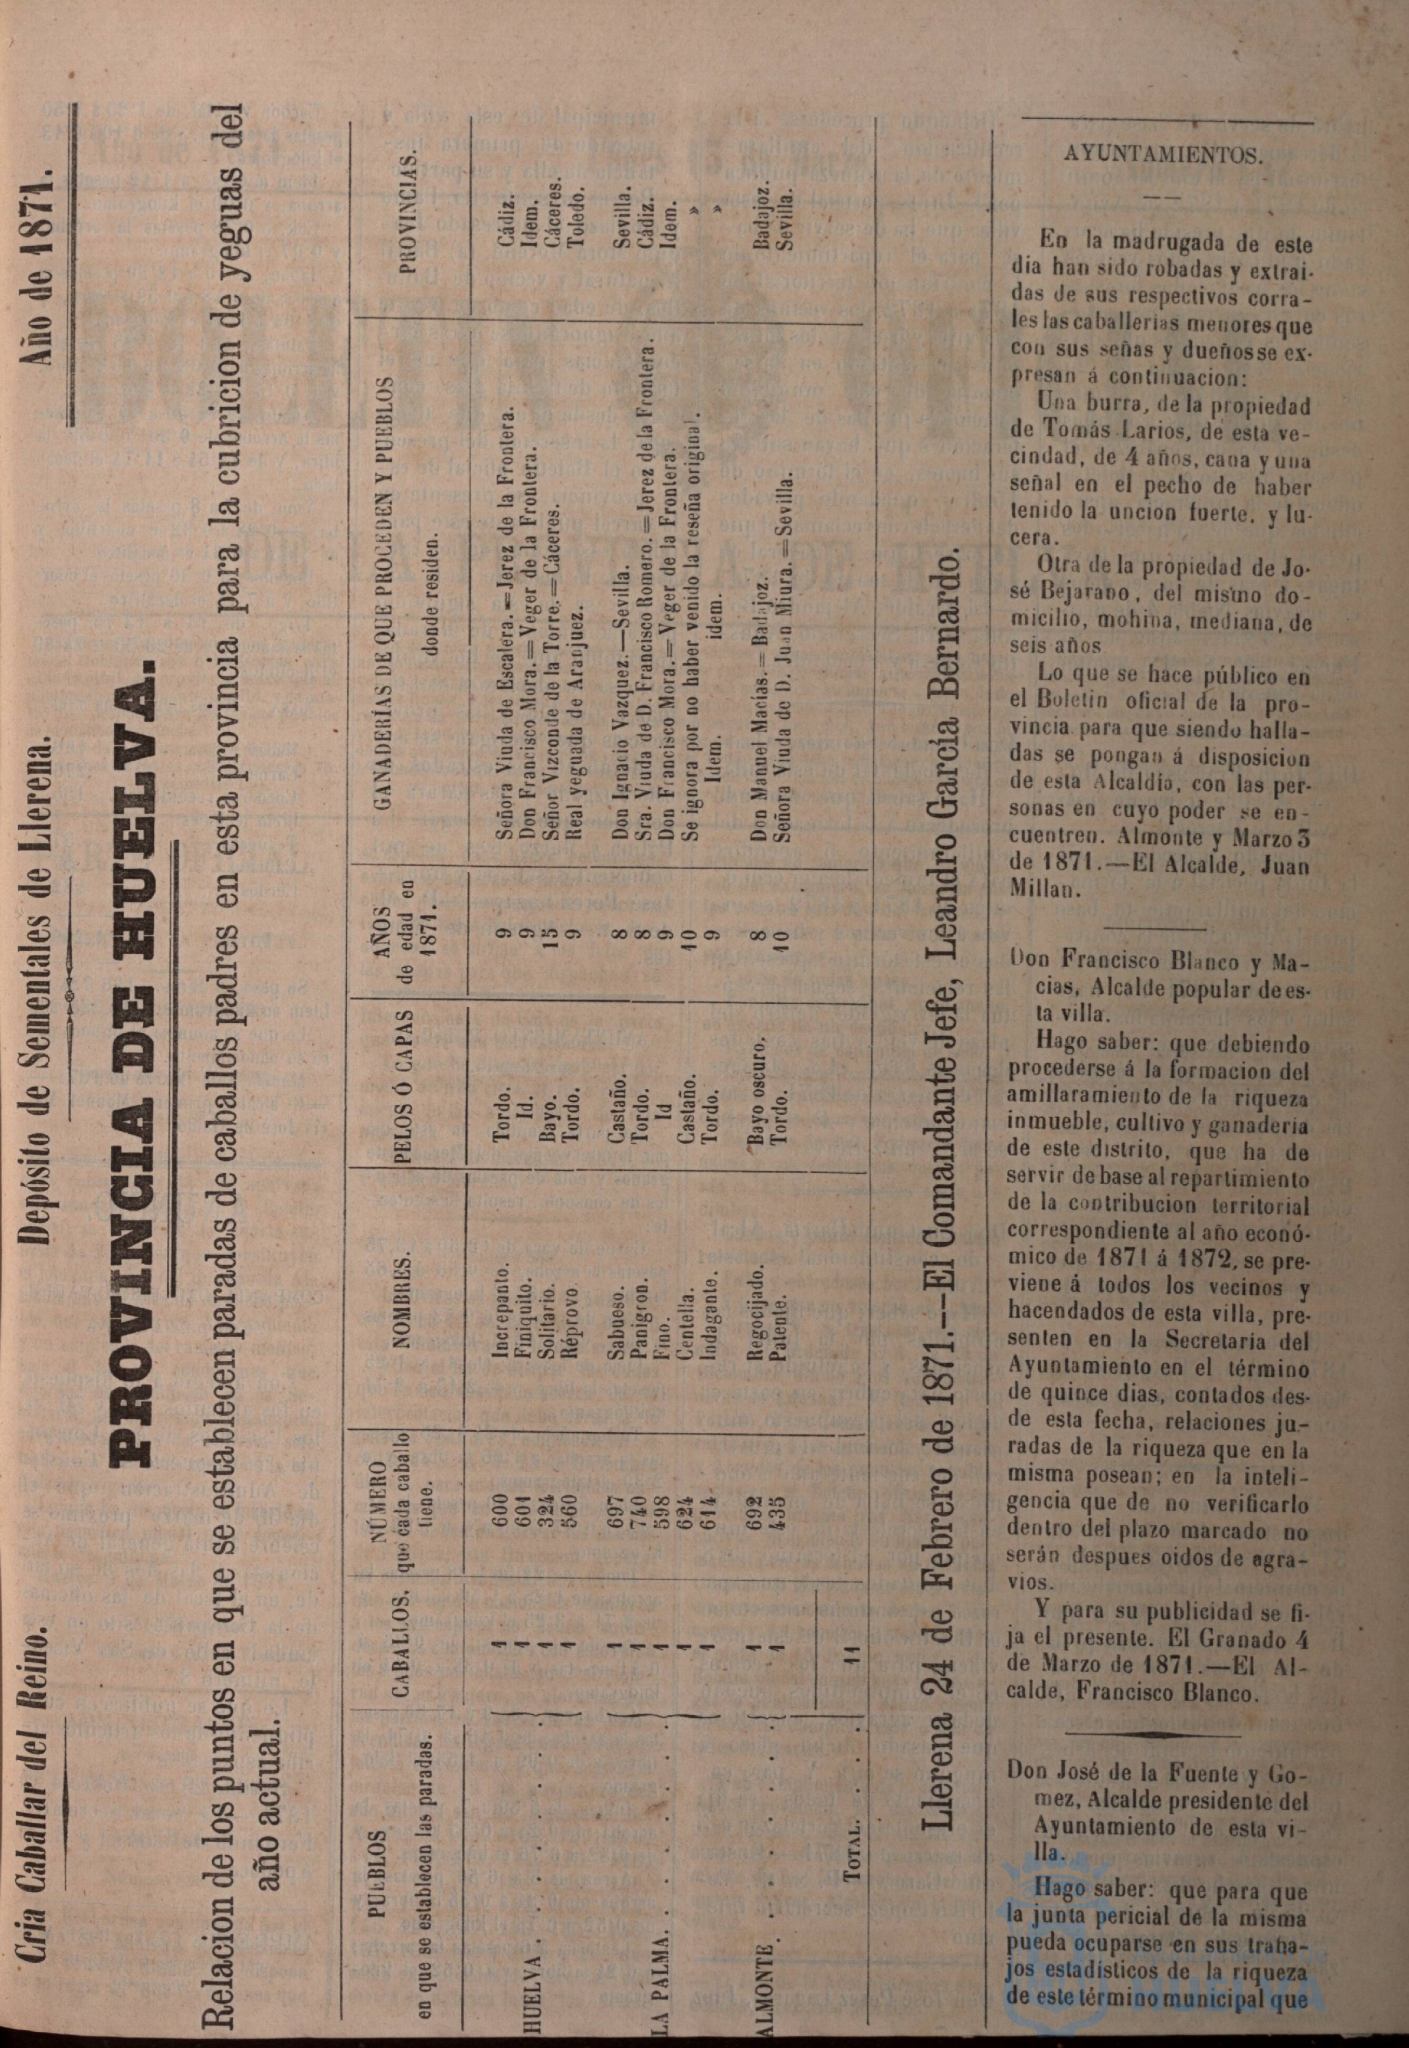 Cria Caballar del Reino. Depósito de Sementales de Llerena. Año de 1871.
PROVINCIA DE HUELVA.
Relacion de los puntos en que se establecen paradas de caballos padres en esta provincia para la cubricion de yeguas del
año actual.
PUEBLOS en que se establecen las paradas. CABALLOS. NÚMERO que cada caballo tiene. NOMBRES. PELOS Ó CAPAS AÑOS de edad en 1871. GANADERÍAS DE QUE PROCEDEN Y PUEBLOS donde residen. PROVINCIAS.
1 600 Increpanto. Tordo. 9 Señora Viuda de Escalera.=Jerez de la Frontera. Cádiz.
HUELVA . . . . . . . 1 601 Finiquito. Id. 9 Don Francisco Mora.=Veger de la Frontera. Idem.
1 324 Solitario. Bayo. 15 Señor Vizconde de la Torre.=Cáceres. Cáceres.
1 560 Réprovo Tordo. 9 Real yeguada de Aranjuez. Toledo.
1 697 Sabueso. Castaño. 8 Don Ignacio Vazquez.—Sevilla. Sevilla.
1 740 Panigron. Tordo. 8 Sra. Viuda de D. Francisco Romero.=Jerez de la Frontera. Cádiz.
LA PALMA. . . . . . 1 598 Fino. Id 9 Don Francisco Mora.=Veger de la Frontera. Idem.
1 624 Centella. Castaño. 10 Se ignora por no haber venido la reseña original. »
1 614 Indagante. Tordo. 9 Idem. idem. »
ALMONTE . . . . . . 1 692 Regocijado. Bayo oscuro. 8 Don Manuel Macías.=Badajoz. Badajoz.
1 435 Patente. Tordo. 10 Señora Viuda de D. Juan Miura.=Sevilla. Sevilla.
TOTAL. . . . . 11
Llerena 24 de Febrero de 1871.—El Comandante Jefe, Leandro García Bernardo.
AYUNTAMIENTOS.
En la madrugada de este
dia han sido robadas y extrai-
das de sus respectivos corra-
les las caballerias menores que
con sus señas y dueños se ex-
presan á continuacion:
Una burra, de la propiedad
de Tomás Larios, de esta ve-
cindad, de 4 años, cana y una
señal en el pecho de haber
tenido la uncion fuerte, y lu-
cera.
Otra de la propiedad de Jo-
sé Bejarano, del mismo do-
micilio, mohina, mediana, de
seis años
Lo que se hace público en
el Boletin oficial de la pro-
vincia para que siendo halla-
das se pongan á disposicion
de esta Alcaldía, con las per-
sonas en cuyo poder se en-
cuentren. Almonte y Marzo 3
de 1871.—El Alcalde, Juan
Millan.
Don Francisco Blanco y Ma-
cias, Alcalde popular de es-
ta villa.
Hago saber: que debiendo
procederse á la formacion del
amillaramiento de la riqueza
inmueble, cultivo y ganaderia
de este distrito, que ha de
servir de base al repartimiento
de la contribucion territorial
correspondiente al año econó-
mico de 1871 á 1872, se pre-
viene á todos los vecinos y
hacendados de esta villa, pre-
senten en la Secretaria del
Ayuntamiento en el término
de quince dias, contados des-
de esta fecha, relaciones ju-
radas de la riqueza que en la
misma posean; en la inteli-
gencia que de no verificarlo
dentro del plazo marcado no
serán despues oidos de agra-
vios.
Y para su publicidad se fi-
ja el presente. El Granado 4
de Marzo de 1871.—El Al-
calde, Francisco Blanco.
Don José de la Fuente y Go-
mez, Alcalde presidente del
Ayuntamiento de esta vi-
lla.
Hago saber: que para que
la junta pericial de la misma
pueda ocuparse en sus traba-
jos estadísticos de la riqueza
de este término municipal que